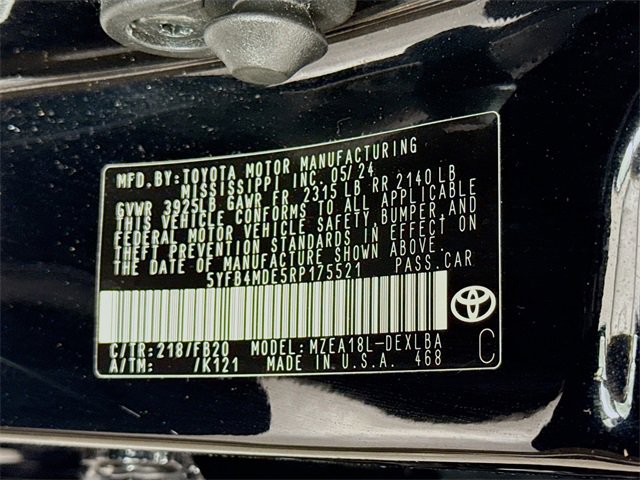 MFD. BY: TOYOTA MOTOR MANUFACTURING
MISSISSIPPI INC. 05/24
GVWR 3925LB GAWR FR 2315 LB RR 2140 LB
THIS VEHICLE CONFORMS TO ALL APPLICABLE
FEDERAL MOTOR VEHICLE SAFETY, BUMPER, AND
THEFT PREVENTION STANDARDS IN EFFECT ON
THE DATE OF MANUFACTURE SHOWN ABOVE.
5YFB4MDE5RP175521 PASS. CAR
C/TR: 218/FB20 MODEL: MZEA18L-DEXLBA
A/TM: /K121 MADE IN U.S.A. 468 C